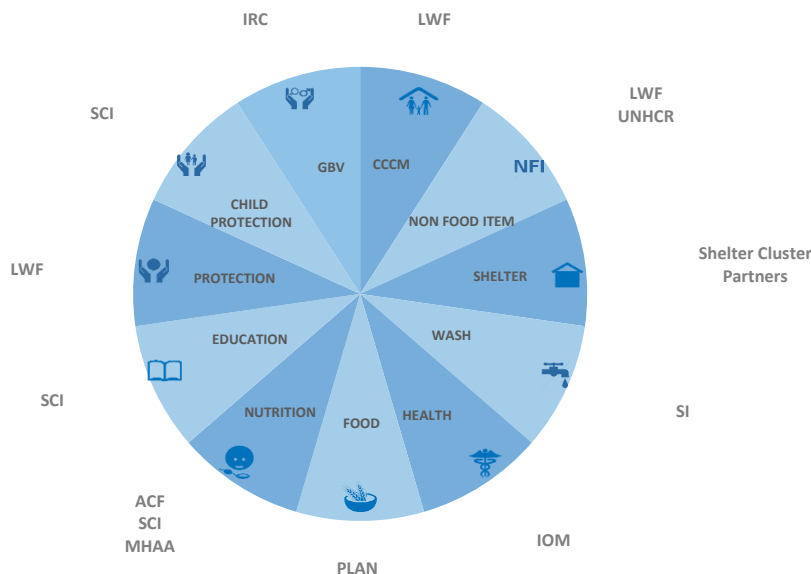 IRC
LWF
SCI
LWF
UNHCR
NFI
GBV
CCCM
CHILD
PROTECTION
NON FOOD ITEM
Shelter Cluster
Partners
LWF
PROTECTION
SHELTER
EDUCATION
WASH
SCI
SI
NUTRITION
FOOD
HEALTH
ACF
SCI
MHAA
IOM
PLAN